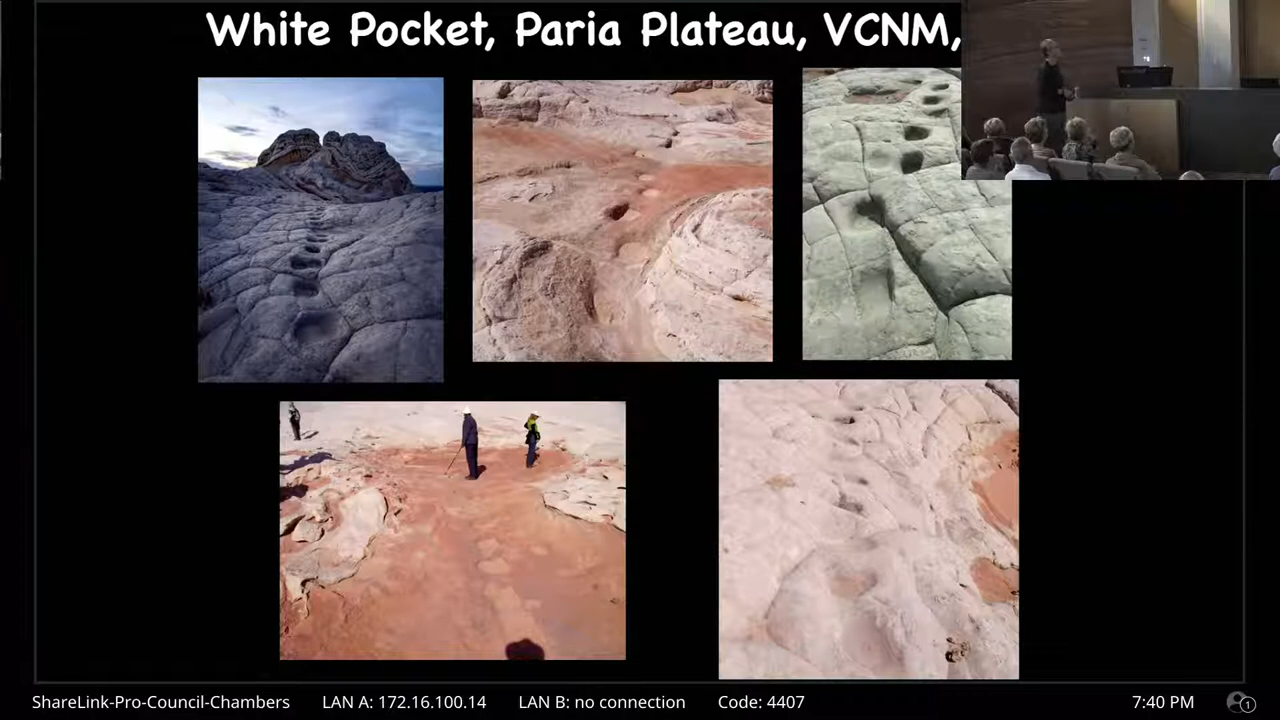 White Pocket, Paria Plateau, VCNM,
ShareLink-Pro-Council-Chambers LAN A: 172.16.100.14 LAN B: no connection Code: 4407 7:40 PM 1